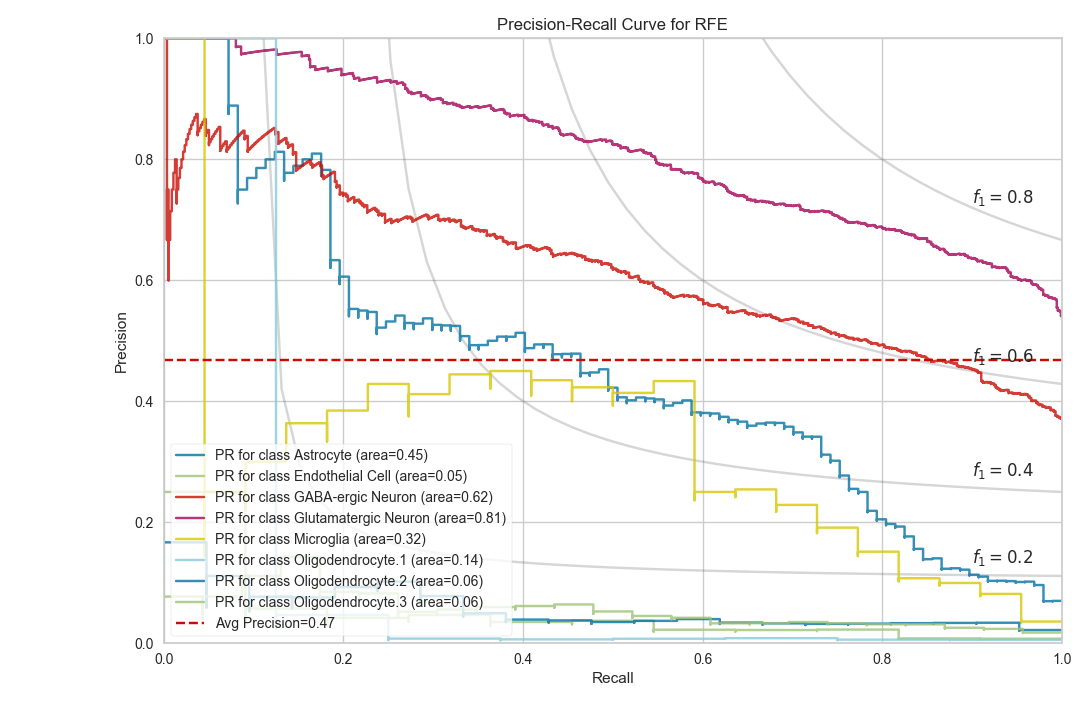 Precision-Recall Curve for RFE
1.0
0.8
0.6
0.4
0.2
0.0
Precision
f1 = 0.8
f1 = 0.6
f1 = 0.4
f1 = 0.2
PR for class Astrocyte (area=0.45)
PR for class Endothelial Cell (area=0.05)
PR for class GABA-ergic Neuron (area=0.62)
PR for class Glutamatergic Neuron (area=0.81)
PR for class Microglia (area=0.32)
PR for class Oligodendrocyte.1 (area=0.14)
PR for class Oligodendrocyte.2 (area=0.06)
PR for class Oligodendrocyte.3 (area=0.06)
Avg Precision=0.47
0.0 0.2 0.4 0.6 0.8 1.0
Recall